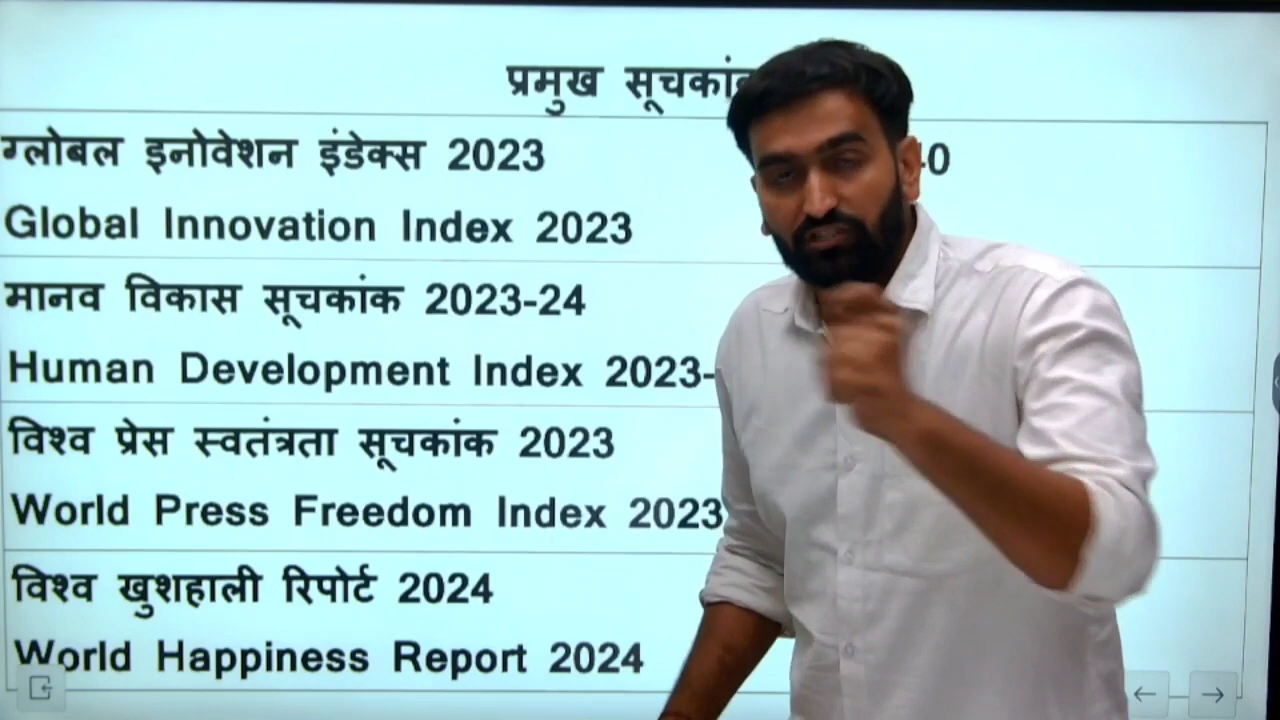 प्रमुख
ग्लोबल इनोवेशन इंडेक्स 2023
Global Innovation Index 2023
मानव विकास सूचकांक 2023-24
Human Development Index 2023-
विश्व प्रेस स्वतंत्रता सूचकांक 2023
World Press Freedom Index 2023
विश्व खुशहाली रिपोर्ट 2024
World Happiness Report 2024